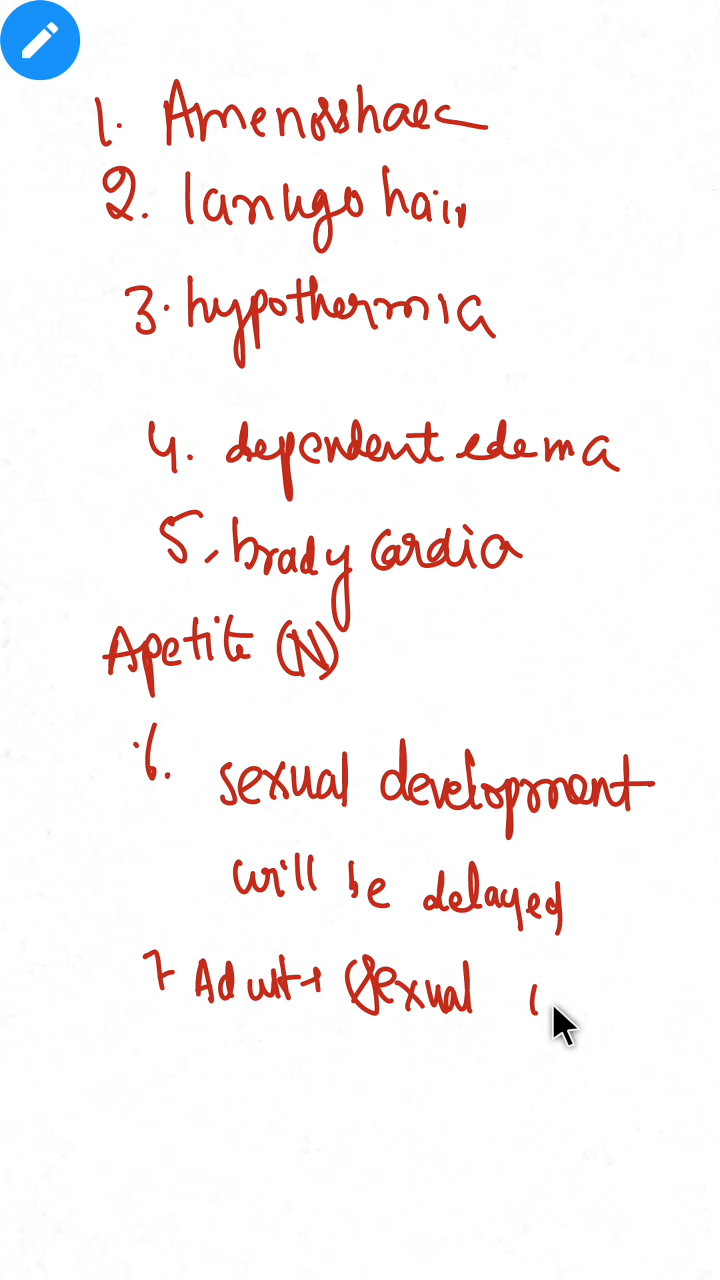 1. Amenorrhaec
2. lanugo hair
3. hypothermia
4. dependent edema
5. bradycardia
Apetite (N)
6. sexual development
will be delayed
7 Adult sexual